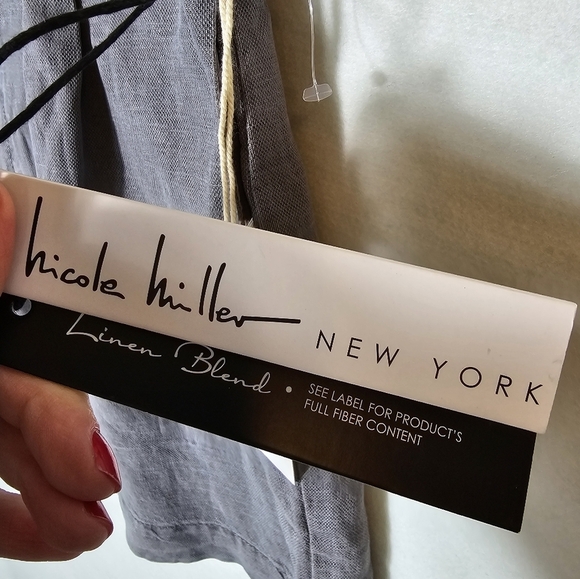 nicole miller NEW YORK
Linen Blend • SEE LABEL FOR PRODUCT'S
FULL FIBER CONTENT